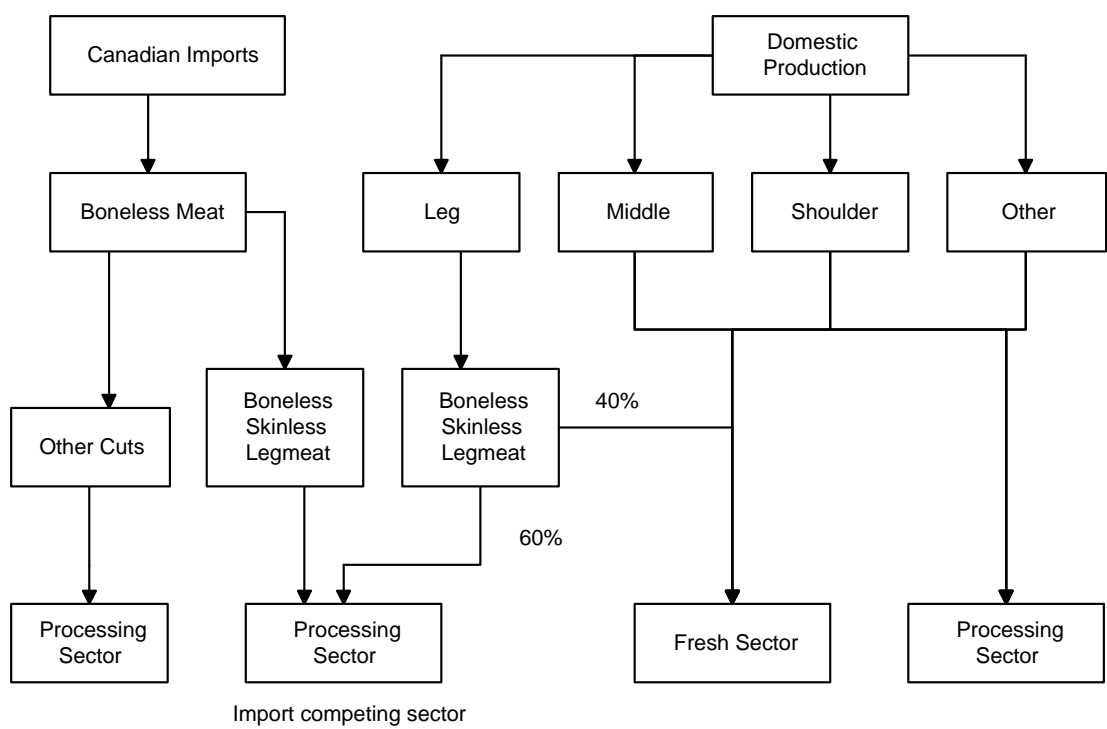 Canadian Imports
Domestic
Production
Boneless Meat
Leg
Middle
Shoulder
Other
Other Cuts
Boneless
Skinless
Legmeat
Boneless
Skinless
Legmeat
40%
60%
Processing
Sector
Processing
Sector
Fresh Sector
Processing
Sector
Import competing sector